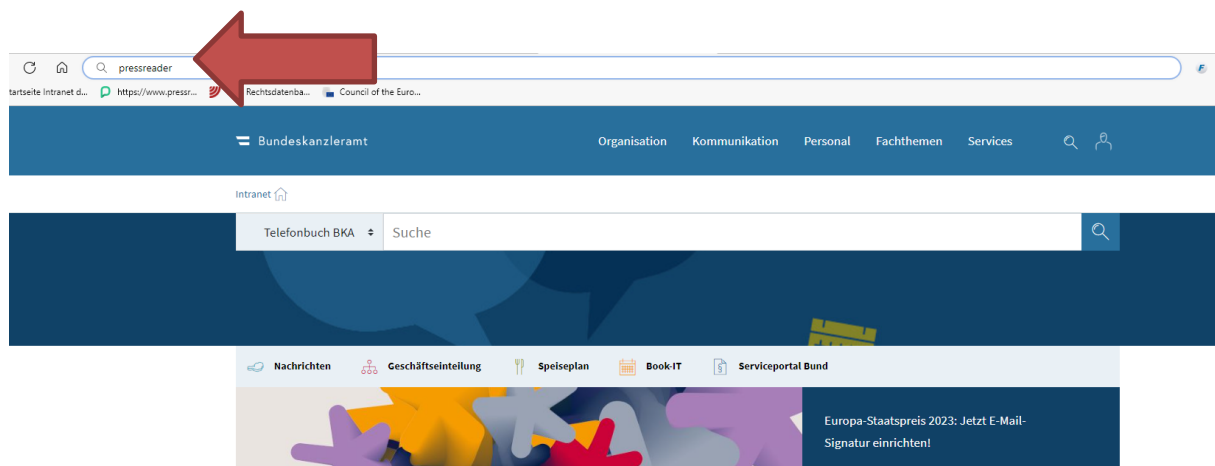 pressreader
tartseite Intranet d... https://www.pressr... Rechtsdatenba... Council of the Euro...
Bundeskanzleramt Organisation Kommunikation Personal Fachthemen Services
Intranet
Telefonbuch BKA Suche
Nachrichten Geschäftseinteilung Speiseplan Book-IT Serviceportal Bund
Europa-Staatspreis 2023: Jetzt E-Mail-
Signatur einrichten!